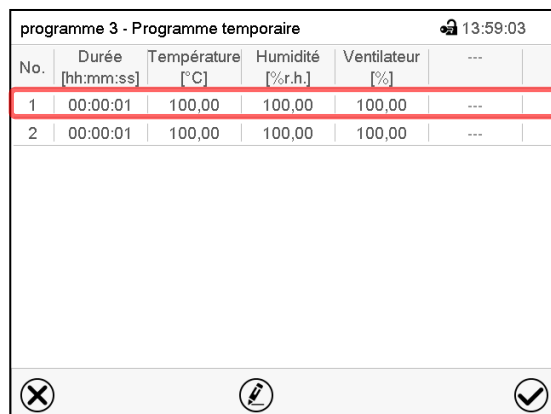 programme 3 - Programme temporaire 13:59:03
No. Durée [hh:mm:ss] Température [°C] Humidité [%r.h.] Ventilateur [%] ---
1 00:00:01 100,00 100,00 100,00 ---
2 00:00:01 100,00 100,00 100,00 ---